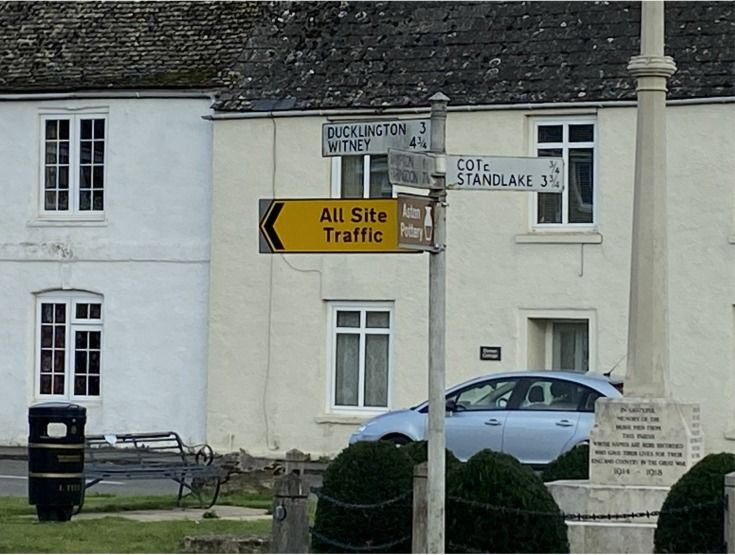 DUCKLINGTON 3
WITNEY 4¾
COTE ¾
STANDLAKE 3¾
All Site
Traffic
Aston
Pottery
IN GRATEFUL
MEMORY OF THE
BRAVE MEN FROM
THIS PARISH
WHOSE NAMES ARE HERE RECORDED
WHO GAVE THEIR LIVES FOR THEIR
COUNTRY IN THE GREAT WAR
1914 - 1918